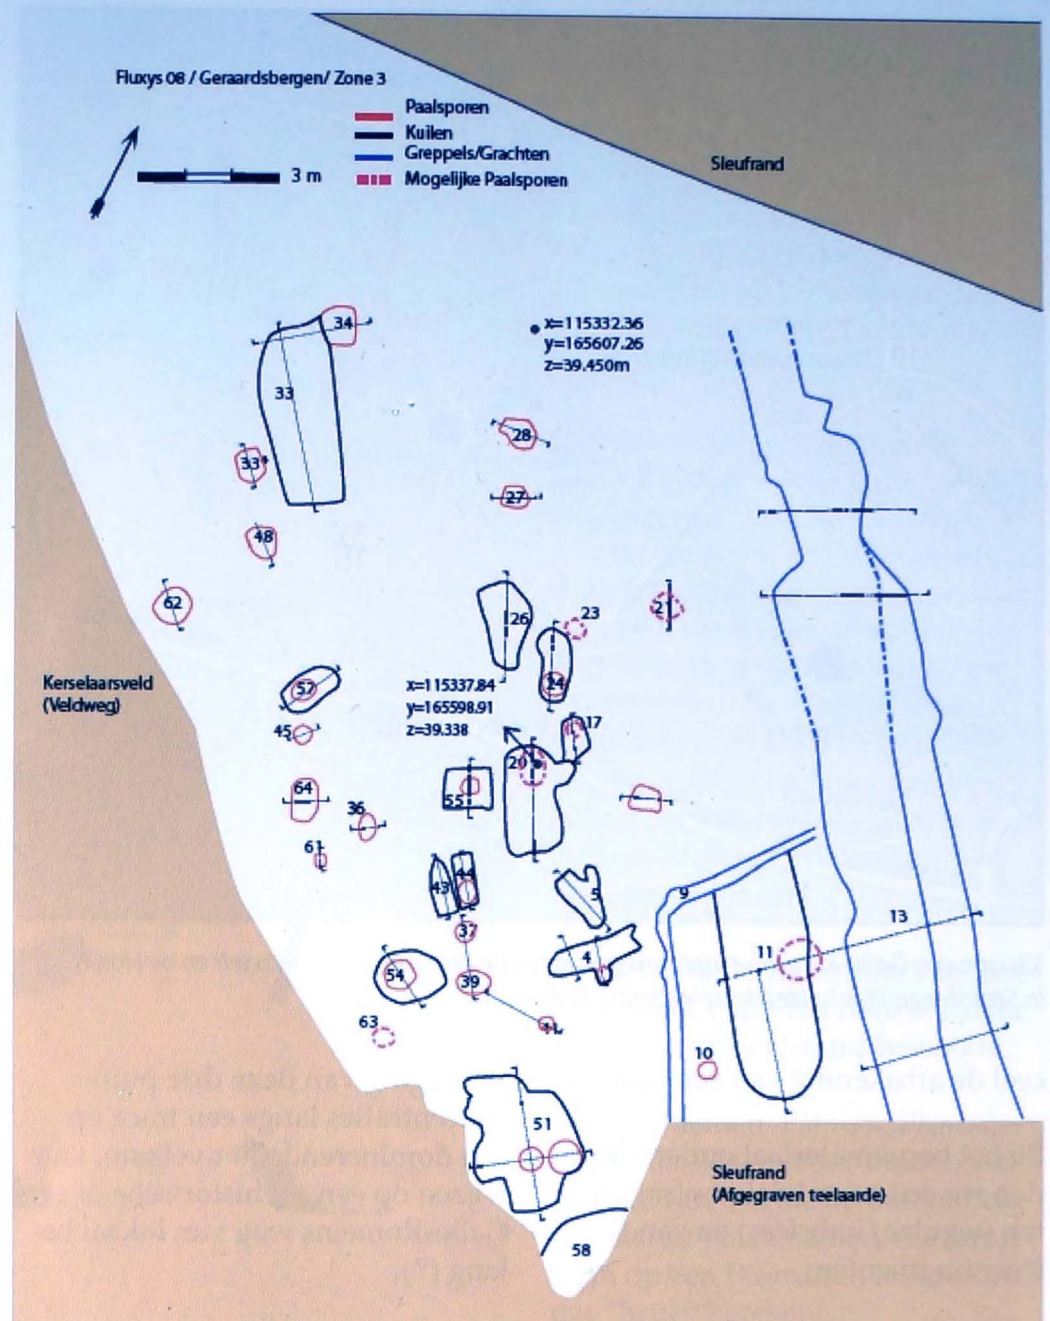 Fluxys 08 / Geraardsbergen/ Zone 3
Paalsporen
Kuilen
Greppels/Grachten
Mogelijke Paalsporen
3 m
Sleufrand
34
x=115332.36
y=165607.26
z=39.450m
33
28
33*
27
48
62
26
23
21
24
52
Kerselaarsveld
(Veldweg)
x=115337.84
y=165598.91
z=39.338
45
17
20
64
55
36
61
43
44
5
9
13
37
4
11
54
39
63
41
10
51
Sleufrand
(Afgegraven teelaarde)
58